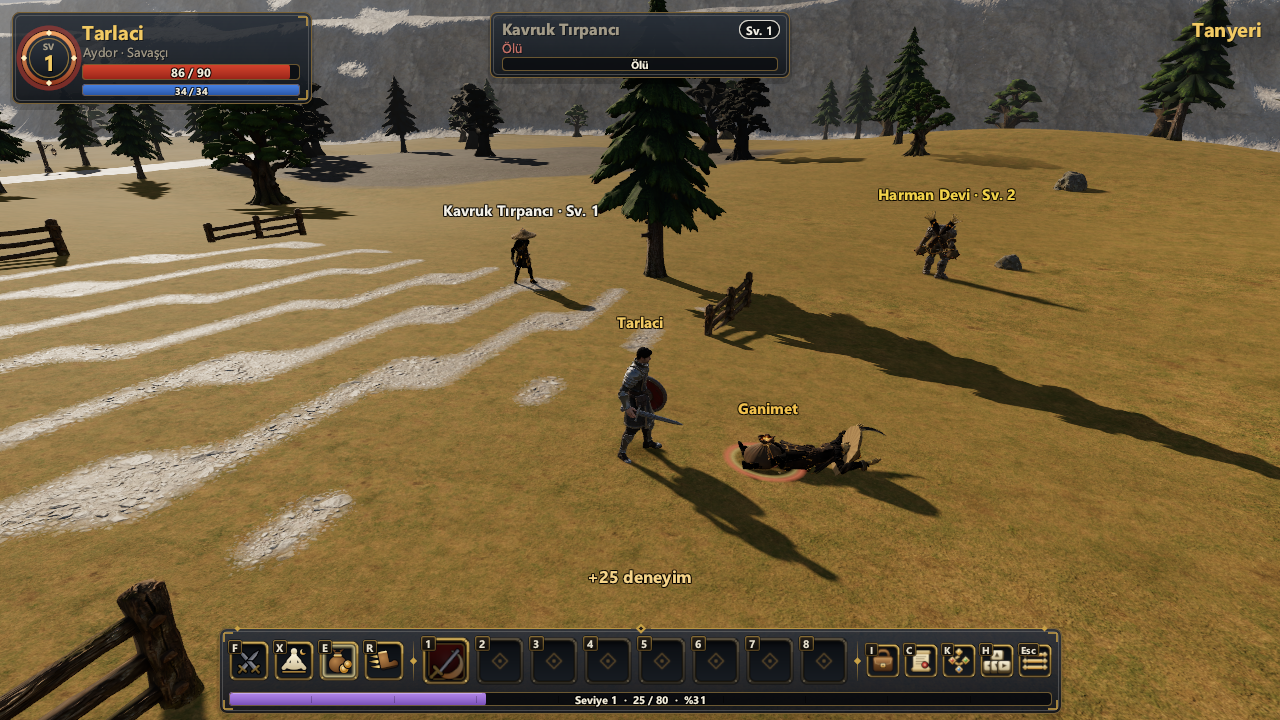 SV
1
Tarlaci
Aydor · Savaşçı
86 / 90
34 / 34
Kavruk Tırpancı
Sv. 1
Ölü
Ölü
Tanyeri
Harman Devi · Sv. 2
Kavruk Tırpancı · Sv. 1
Tarlaci
Ganimet
+25 deneyim
F X E R 1 2 3 4 5 6 7 8 I C K H Esc
Seviye 1 · 25 / 80 · %31